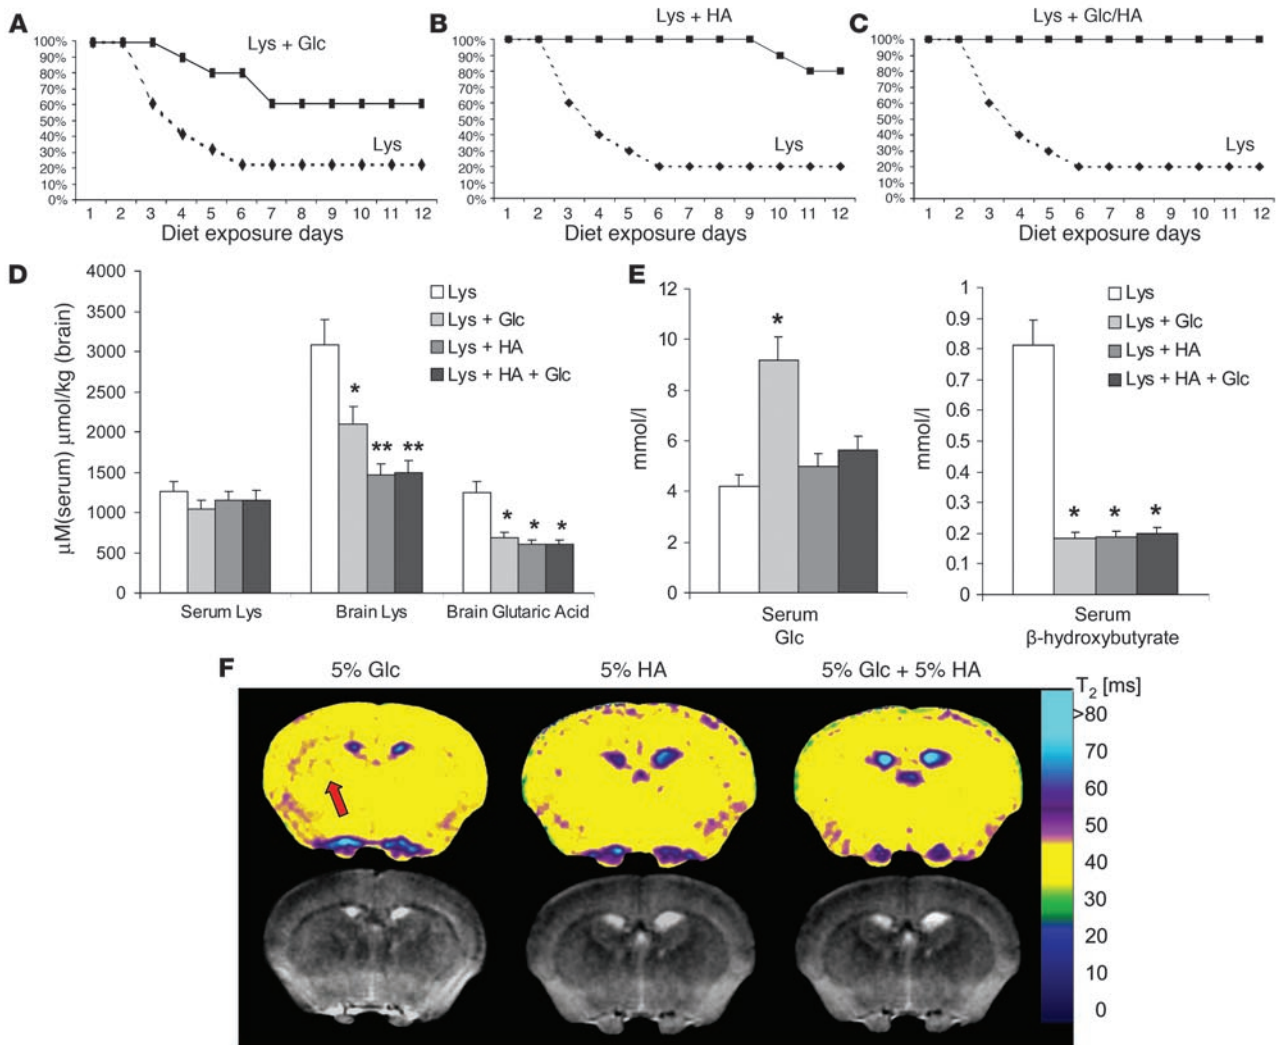 A
Lys + Glc
100%
90%
80%
70%
60%
50%
40%
30%
20%
10%
0%
Lys
1 2 3 4 5 6 7 8 9 10 11 12
Diet exposure days
B
Lys + HA
100%
90%
80%
70%
60%
50%
40%
30%
20%
10%
0%
Lys
1 2 3 4 5 6 7 8 9 10 11 12
Diet exposure days
C
Lys + Glc/HA
100%
90%
80%
70%
60%
50%
40%
30%
20%
10%
0%
Lys
1 2 3 4 5 6 7 8 9 10 11 12
Diet exposure days
D
µM(serum) µmol/kg (brain)
4000
3500
3000
2500
2000
1500
1000
500
0
Lys
Lys + Glc
Lys + HA
Lys + HA + Glc
* ** **
* * *
Serum Lys Brain Lys Brain Glutaric Acid
E
mmol/l
12
10
8
6
4
2
0
*
Serum
Glc
mmol/l
1
0.9
0.8
0.7
0.6
0.5
0.4
0.3
0.2
0.1
0
Lys
Lys + Glc
Lys + HA
Lys + HA + Glc
* * *
Serum
β-hydroxybutyrate
F
5% Glc 5% HA 5% Glc + 5% HA
T2 [ms]
>80
70
60
50
40
30
20
10
0